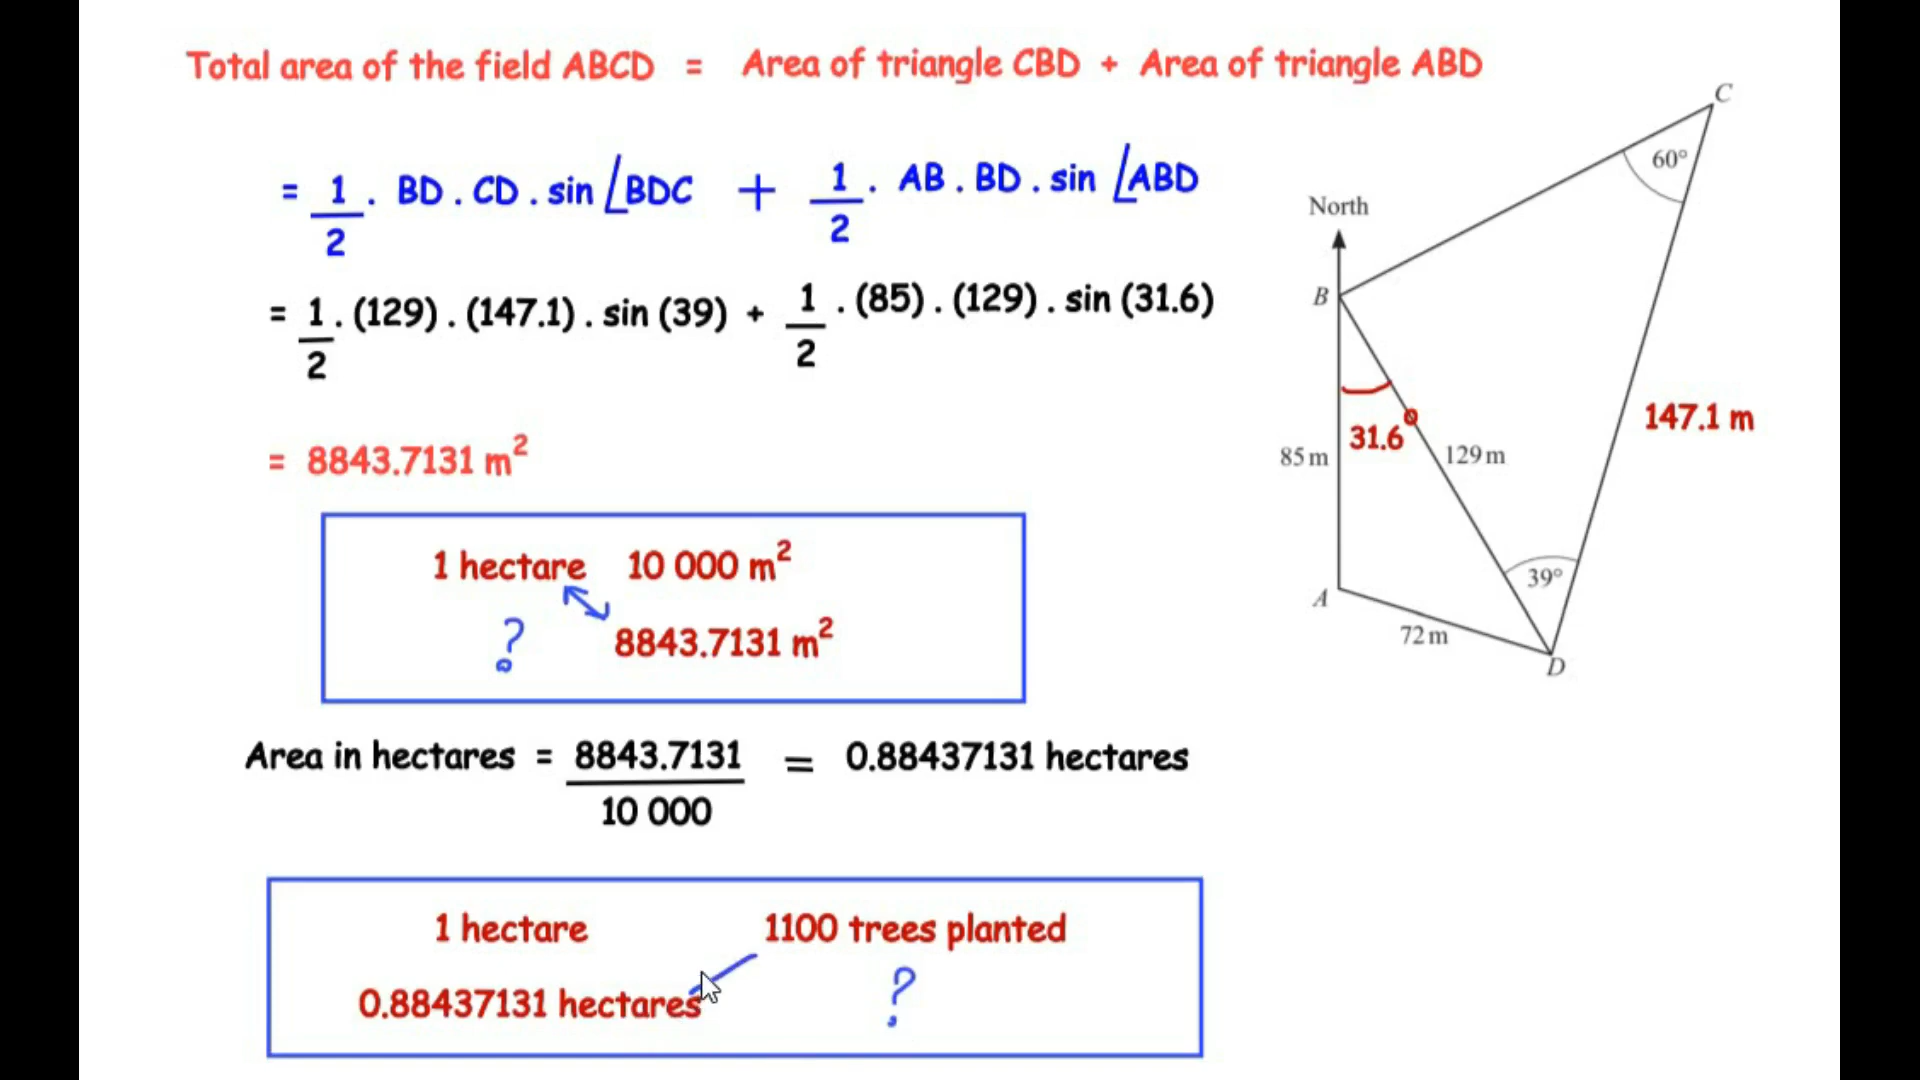 Total area of the field ABCD = Area of triangle CBD + Area of triangle ABD
= 1/2 . BD . CD . sin ∠BDC + 1/2 . AB . BD . sin ∠ABD
= 1/2 . (129) . (147.1) . sin (39) + 1/2 . (85) . (129) . sin (31.6)
= 8843.7131 m²
1 hectare 10 000 m²
? 8843.7131 m²
Area in hectares = 8843.7131/10 000 = 0.88437131 hectares
1 hectare 1100 trees planted
0.88437131 hectares ?
C
60°
North
B
147.1 m
31.6°
85 m
129 m
39°
A
72 m
D